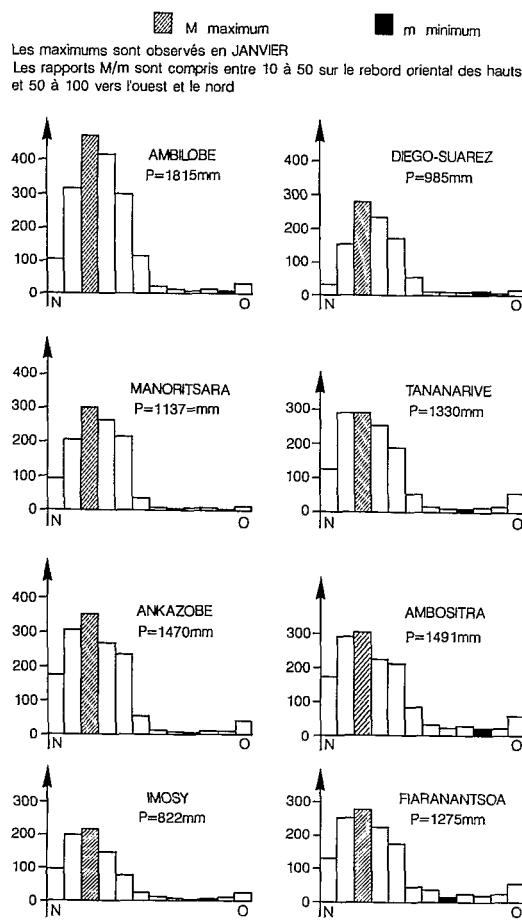 M maximum
m minimum
Les maximums sont observés en JANVIER
Les rapports M/m sont compris entre 10 à 50 sur le rebord oriental des hauts
et 50 à 100 vers l'ouest et le nord
AMBILOBE
P=1815mm
400
300
200
100
0
N
O
DIEGO-SUAREZ
P=985mm
400
300
200
100
0
N
O
MANORITSARA
P=1137=mm
400
300
200
100
0
N
O
TANANARIVE
P=1330mm
300
200
100
0
N
O
ANKAZOBE
P=1470mm
400
300
200
100
0
N
O
AMBOSITRA
P=1491mm
300
200
100
0
N
O
IMOSY
P=822mm
300
200
100
0
N
O
FIARANANTSOA
P=1275mm
300
200
100
0
N
O